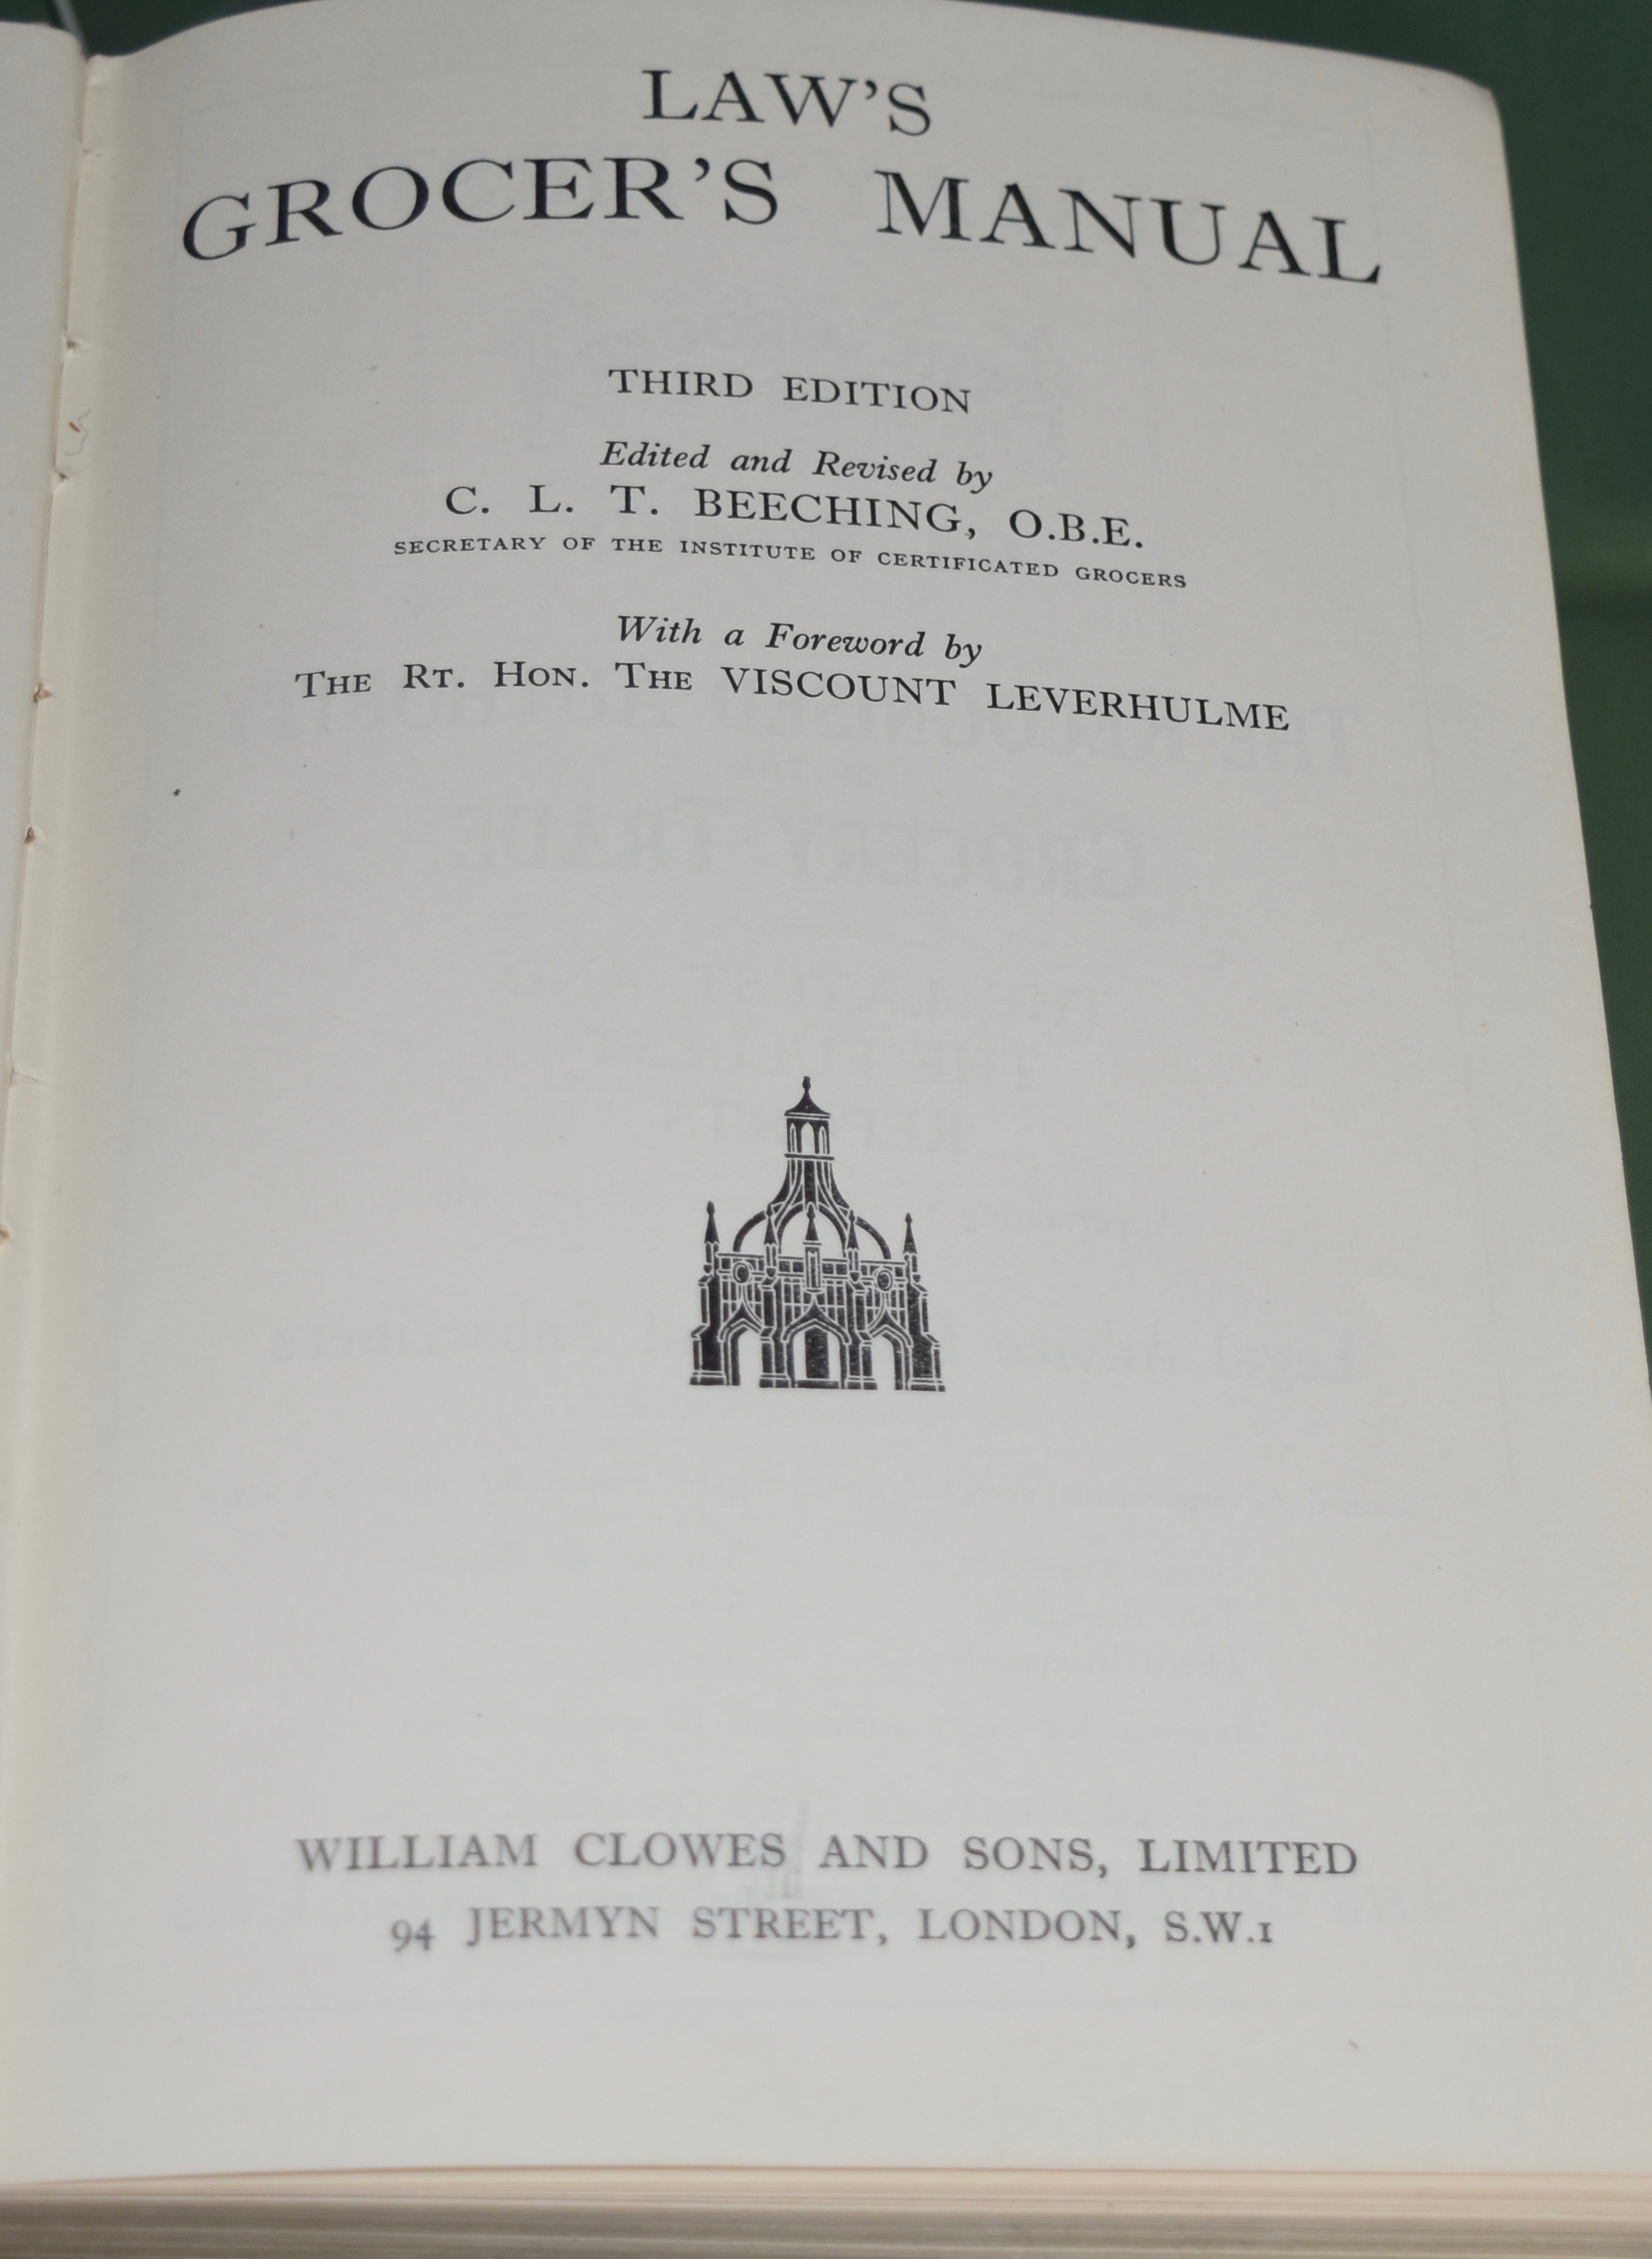 LAW'S
GROCER'S MANUAL
THIRD EDITION
Edited and Revised by
C. L. T. BEECHING, O.B.E.
SECRETARY OF THE INSTITUTE OF CERTIFICATED GROCERS
With a Foreword by
THE RT. HON. THE VISCOUNT LEVERHULME
WILLIAM CLOWES AND SONS, LIMITED
94 JERMYN STREET, LONDON, S.W.1